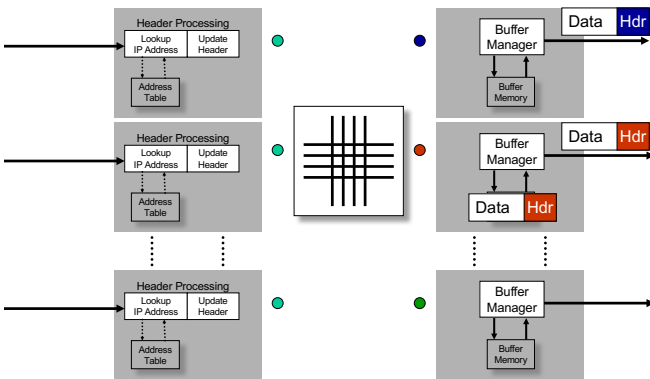 Header Processing
Lookup
IP Address
Update
Header
Address
Table
Buffer
Manager
Buffer
Memory
Data Hdr
Header Processing
Lookup
IP Address
Update
Header
Address
Table
Buffer
Manager
Data Hdr
Data Hdr
Header Processing
Lookup
IP Address
Update
Header
Address
Table
Buffer
Manager
Buffer
Memory